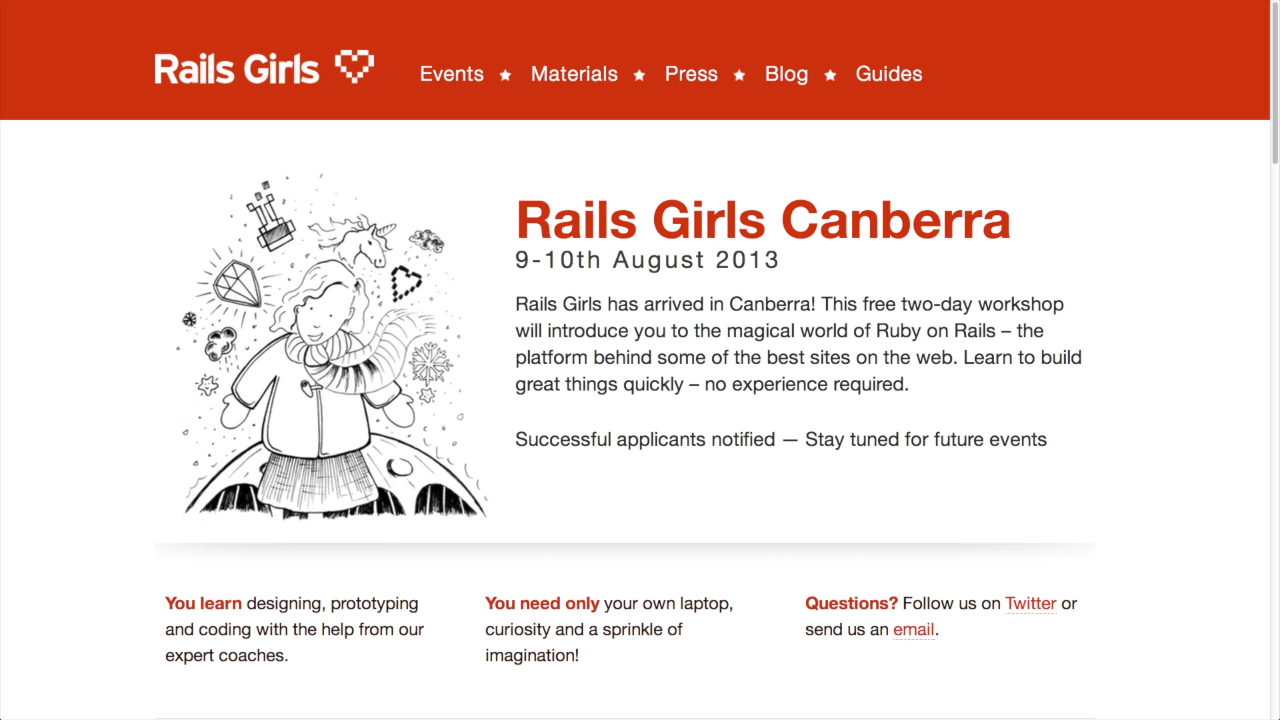 Rails Girls
Events ★ Materials ★ Press ★ Blog ★ Guides
Rails Girls Canberra
9-10th August 2013
Rails Girls has arrived in Canberra! This free two-day workshop
will introduce you to the magical world of Ruby on Rails – the
platform behind some of the best sites on the web. Learn to build
great things quickly – no experience required.
Successful applicants notified — Stay tuned for future events
You learn designing, prototyping
and coding with the help from our
expert coaches.
You need only your own laptop,
curiosity and a sprinkle of
imagination!
Questions? Follow us on Twitter or
send us an email.